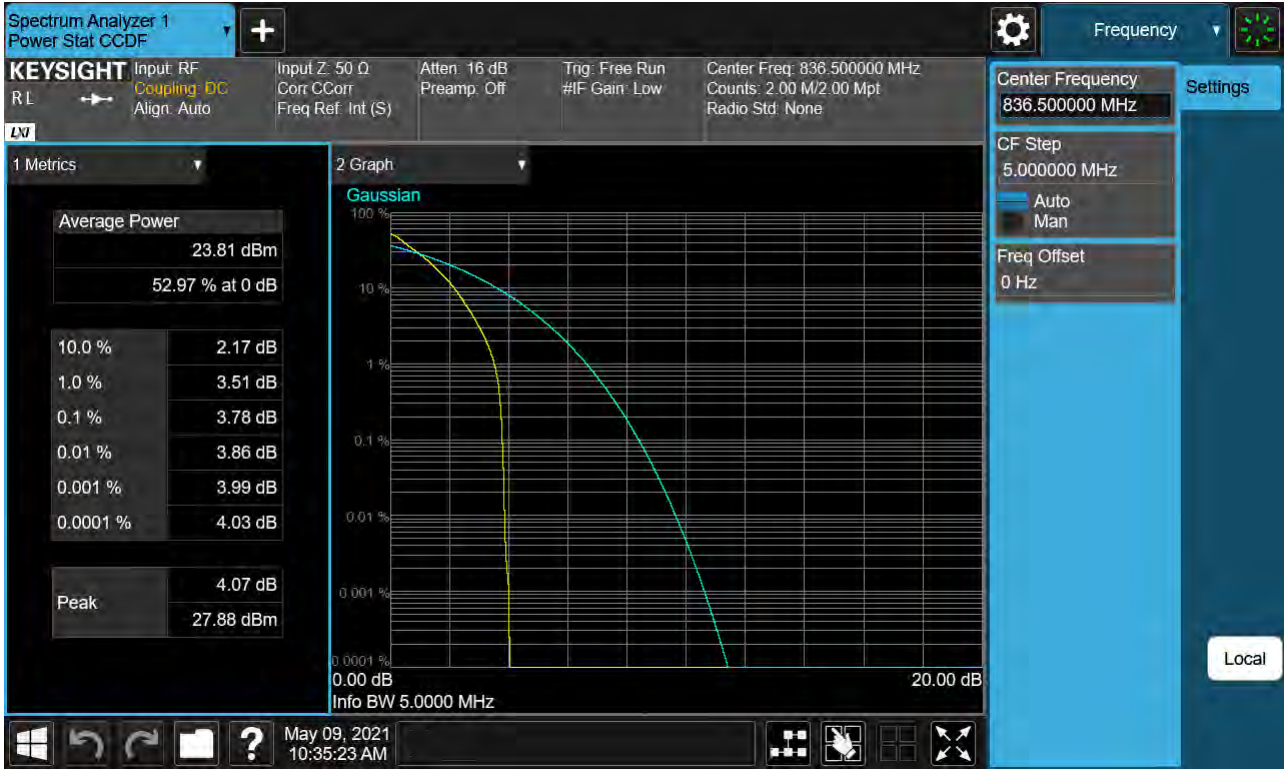 Spectrum Analyzer 1
Power Stat CCDF
Frequency
KEYSIGHT
R L
LXI
Input: RF
Coupling: DC
Align: Auto
Input Z: 50 Ω
Corr CCorr
Freq Ref: Int (S)
Atten: 16 dB
Preamp: Off
Trig: Free Run
#IF Gain: Low
Center Freq: 836.500000 MHz
Counts: 2.00 M/2.00 Mpt
Radio Std: None
Center Frequency
836.500000 MHz
Settings
CF Step
5.000000 MHz
Auto
Man
Freq Offset
0 Hz
Local
1 Metrics
Average Power
23.81 dBm
52.97 % at 0 dB
10.0 % 2.17 dB
1.0 % 3.51 dB
0.1 % 3.78 dB
0.01 % 3.86 dB
0.001 % 3.99 dB
0.0001 % 4.03 dB
Peak
4.07 dB
27.88 dBm
2 Graph
Gaussian
100 %
10 %
1 %
0.1 %
0.01 %
0.001 %
0.0001 %
0.00 dB 20.00 dB
Info BW 5.0000 MHz
?
May 09, 2021
10:35:23 AM